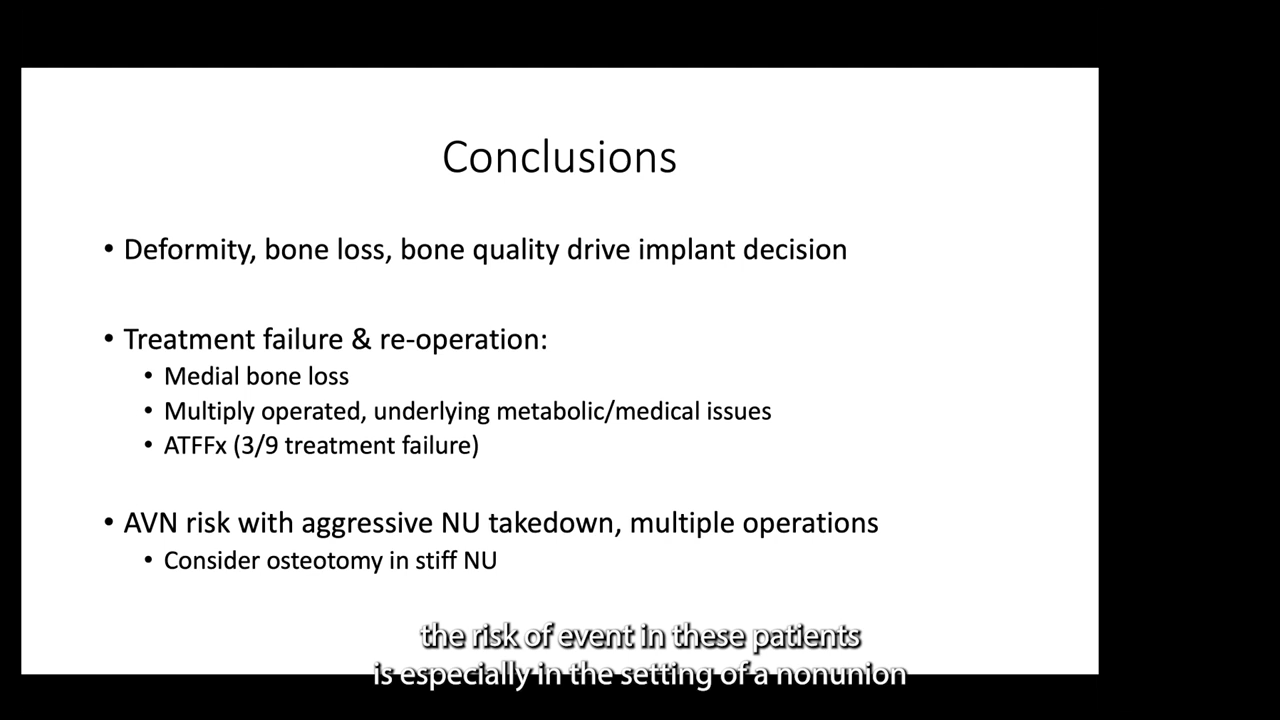 Conclusions
• Deformity, bone loss, bone quality drive implant decision
• Treatment failure & re-operation:
• Medial bone loss
• Multiply operated, underlying metabolic/medical issues
• ATFFx (3/9 treatment failure)
• AVN risk with aggressive NU takedown, multiple operations
• Consider osteotomy in stiff NU
the risk of event in these patients
is especially in the setting of a nonunion